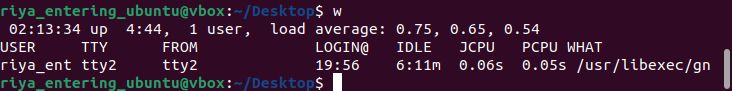 riya_entering_ubuntu@vbox:~/Desktop$ w
 02:13:34 up  4:44,  1 user,  load average: 0.75, 0.65, 0.54
USER     TTY      FROM             LOGIN@   IDLE   JCPU   PCPU WHAT
riya_ent tty2     tty2             19:56    6:11m  0.06s  0.05s /usr/libexec/gn
riya_entering_ubuntu@vbox:~/Desktop$